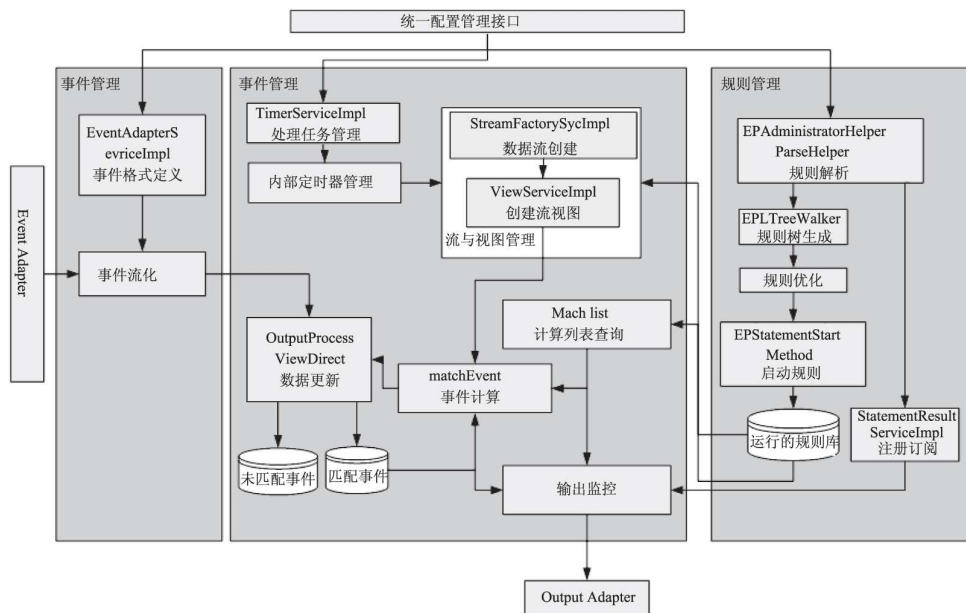 统一配置管理接口
事件管理
EventAdapterS
evriceImpl
事件格式定义
事件流化
Event Adapter
事件管理
TimerServiceImpl
处理任务管理
内部定时器管理
StreamFactorySycImpl
数据流创建
ViewServiceImpl
创建流视图
流与视图管理
Mach list
计算列表查询
OutputProcess
ViewDirect
数据更新
matchEvent
事件计算
未匹配事件
匹配事件
输出监控
Output Adapter
规则管理
EPAdministratorHelper
ParseHelper
规则解析
EPLTreeWalker
规则树生成
规则优化
EPStatementStart
Method
启动规则
运行的规则库
StatementResult
ServiceImpl
注册订阅